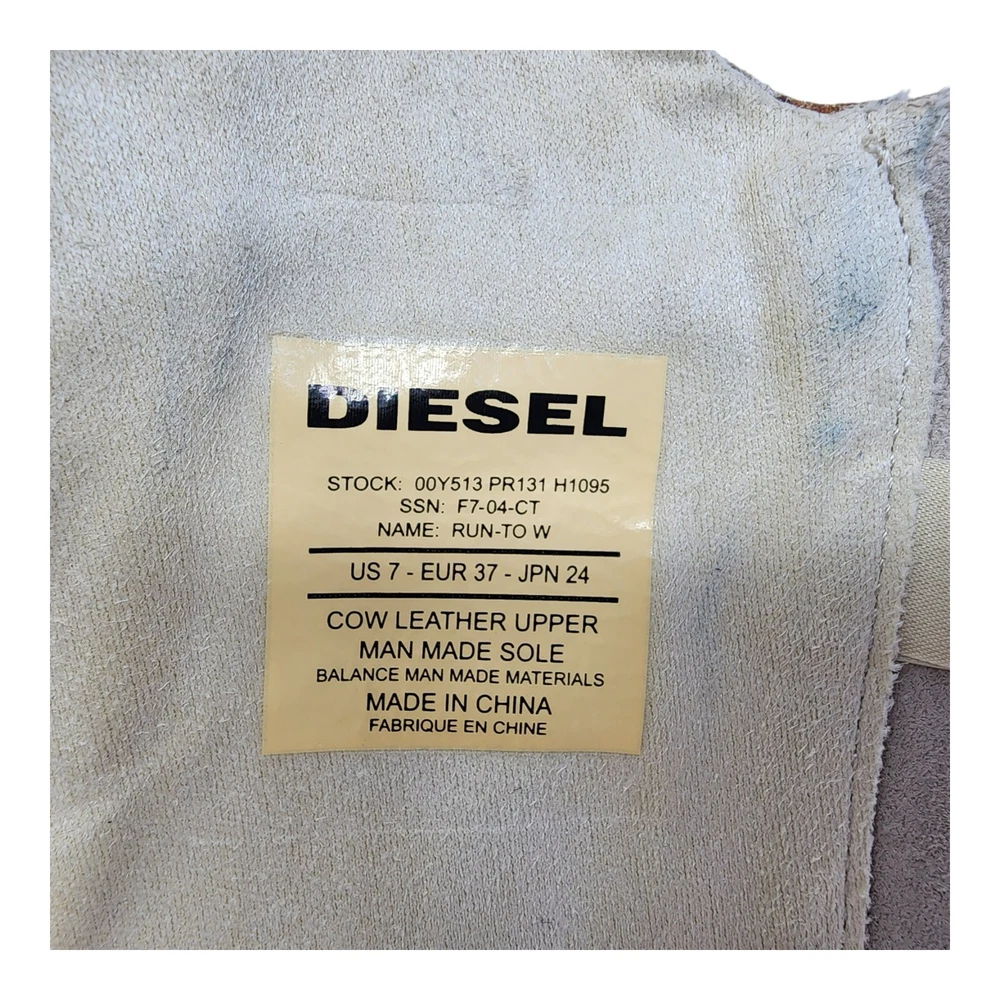 DIESEL
STOCK: 00Y513 PR131 H1095
SSN: F7-04-CT
NAME: RUN-TO W
US 7 - EUR 37 - JPN 24
COW LEATHER UPPER
MAN MADE SOLE
BALANCE MAN MADE MATERIALS
MADE IN CHINA
FABRIQUE EN CHINE